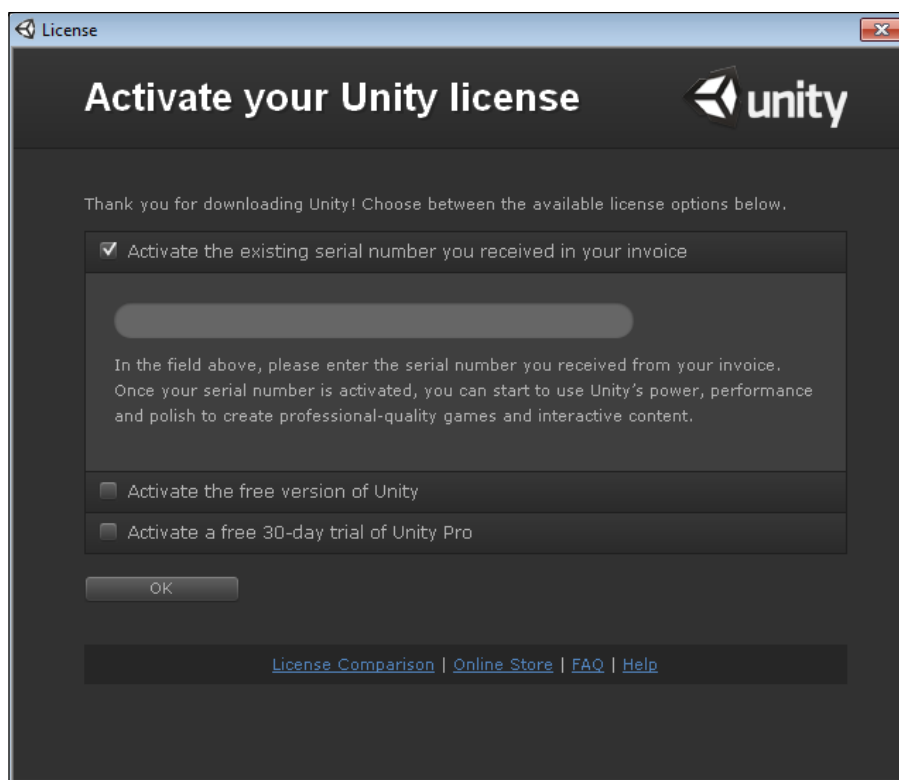 License
Activate your Unity license
unity
Thank you for downloading Unity! Choose between the available license options below.
Activate the existing serial number you received in your invoice
In the field above, please enter the serial number you received from your invoice.
Once your serial number is activated, you can start to use Unity's power, performance
and polish to create professional-quality games and interactive content.
Activate the free version of Unity
Activate a free 30-day trial of Unity Pro
OK
License Comparison | Online Store | FAQ | Help